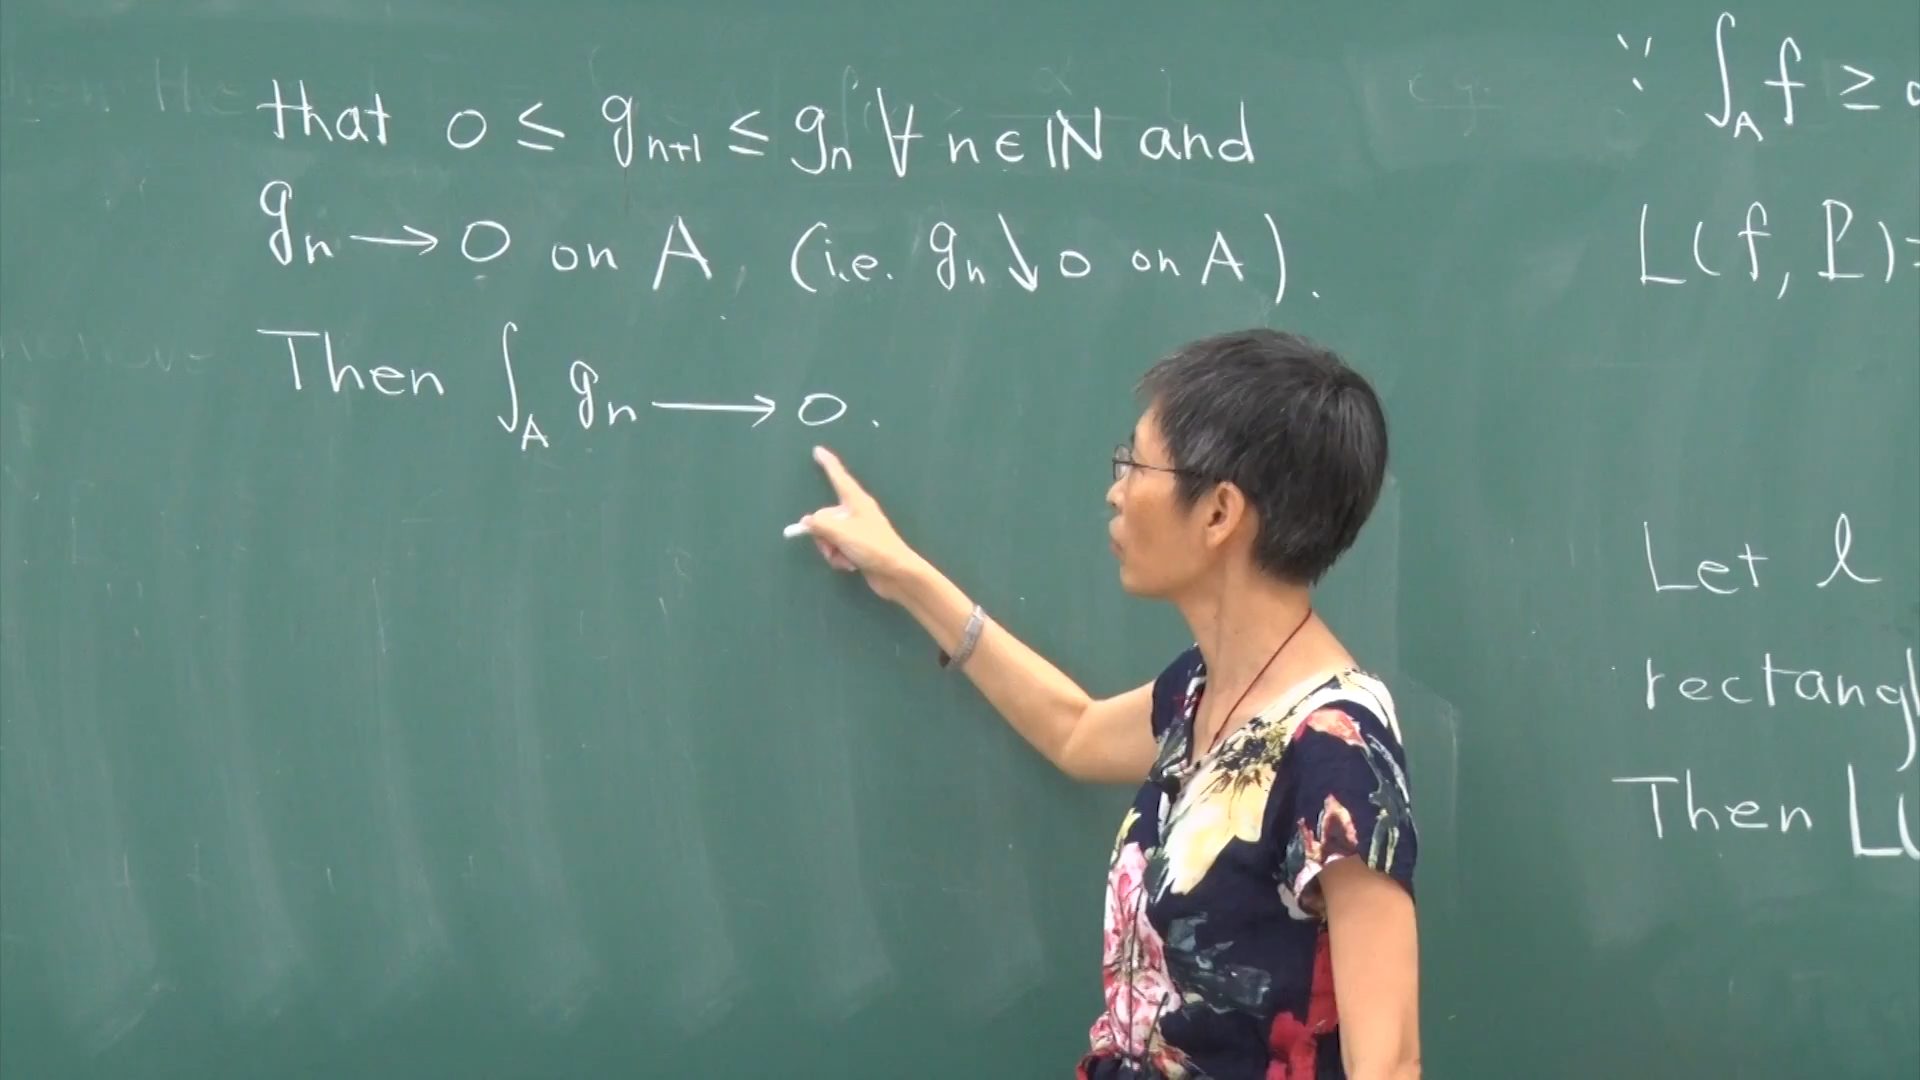 that 0 ≤ gₙ₊₁ ≤ gₙ ∀ n ∈ ℕ and
gₙ → 0 on A (i.e. gₙ ↓ 0 on A).
Then ∫_A gₙ → 0.
∵ ∫_A f ≥
L(f, P) =
Let l
rectangl
Then L(